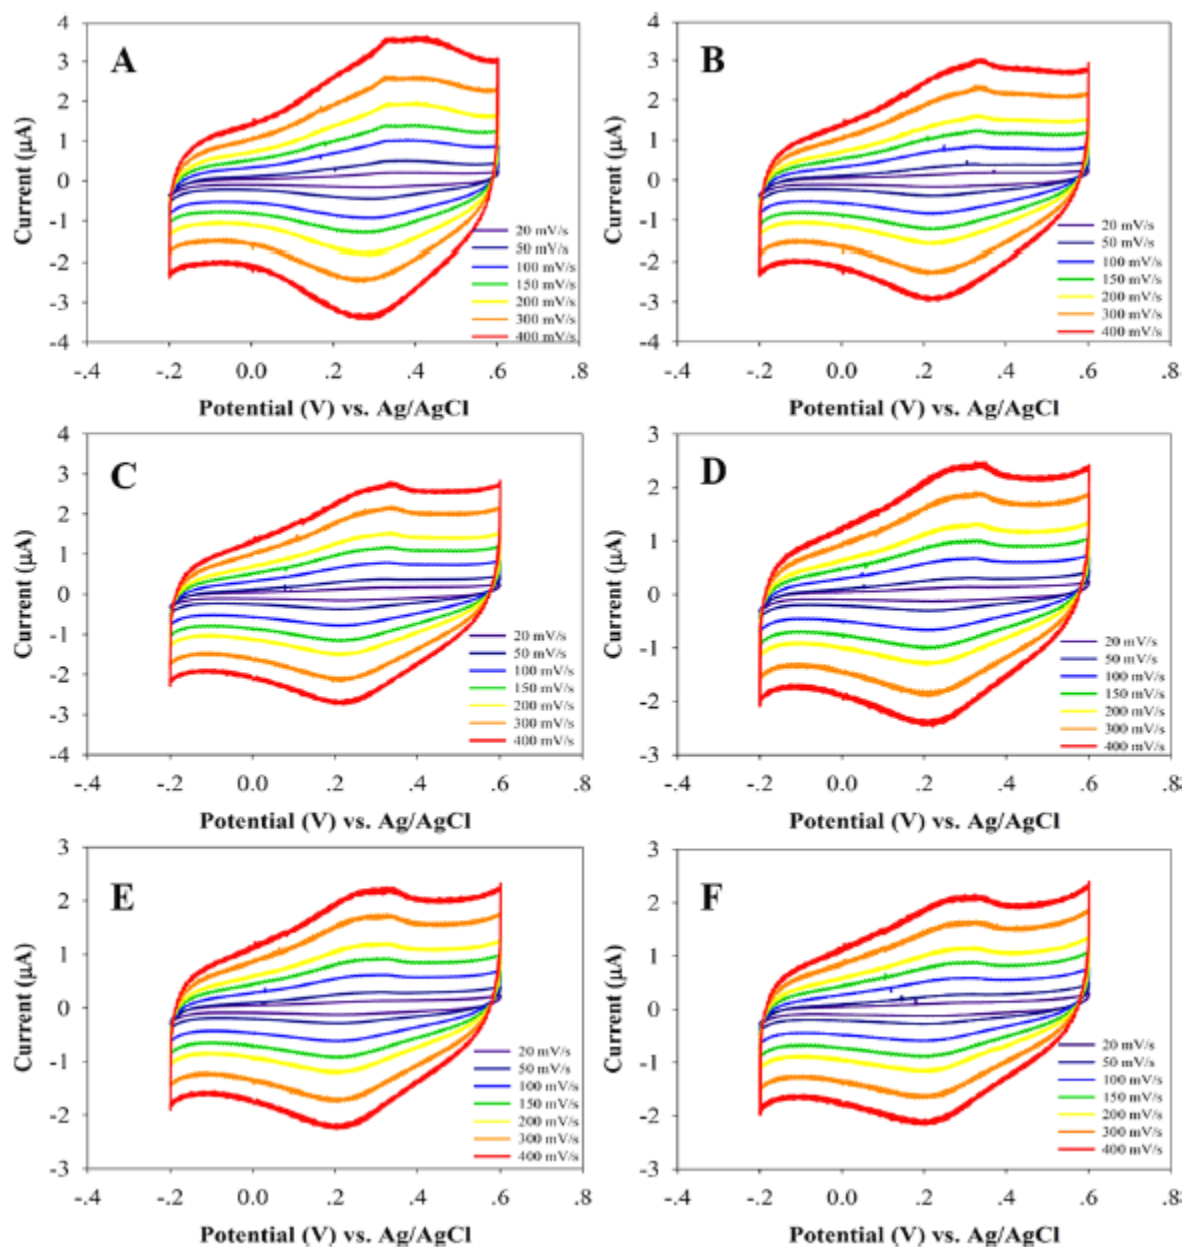 A
Current (µA)
4
3
2
1
0
-1
-2
-3
-4
20 mV/s
50 mV/s
100 mV/s
150 mV/s
200 mV/s
300 mV/s
400 mV/s
-.4 -.2 0.0 .2 .4 .6 .8
Potential (V) vs. Ag/AgCl
B
Current (µA)
4
3
2
1
0
-1
-2
-3
-4
20 mV/s
50 mV/s
100 mV/s
150 mV/s
200 mV/s
300 mV/s
400 mV/s
-.4 -.2 0.0 .2 .4 .6 .8
Potential (V) vs. Ag/AgCl
C
Current (µA)
4
3
2
1
0
-1
-2
-3
-4
20 mV/s
50 mV/s
100 mV/s
150 mV/s
200 mV/s
300 mV/s
400 mV/s
-.4 -.2 0.0 .2 .4 .6 .8
Potential (V) vs. Ag/AgCl
D
Current (µA)
3
2
1
0
-1
-2
-3
20 mV/s
50 mV/s
100 mV/s
150 mV/s
200 mV/s
300 mV/s
400 mV/s
-.4 -.2 0.0 .2 .4 .6 .8
Potential (V) vs. Ag/AgCl
E
Current (µA)
3
2
1
0
-1
-2
-3
20 mV/s
50 mV/s
100 mV/s
150 mV/s
200 mV/s
300 mV/s
400 mV/s
-.4 -.2 0.0 .2 .4 .6 .8
Potential (V) vs. Ag/AgCl
F
Current (µA)
3
2
1
0
-1
-2
-3
20 mV/s
50 mV/s
100 mV/s
150 mV/s
200 mV/s
300 mV/s
400 mV/s
-.4 -.2 0.0 .2 .4 .6 .8
Potential (V) vs. Ag/AgCl